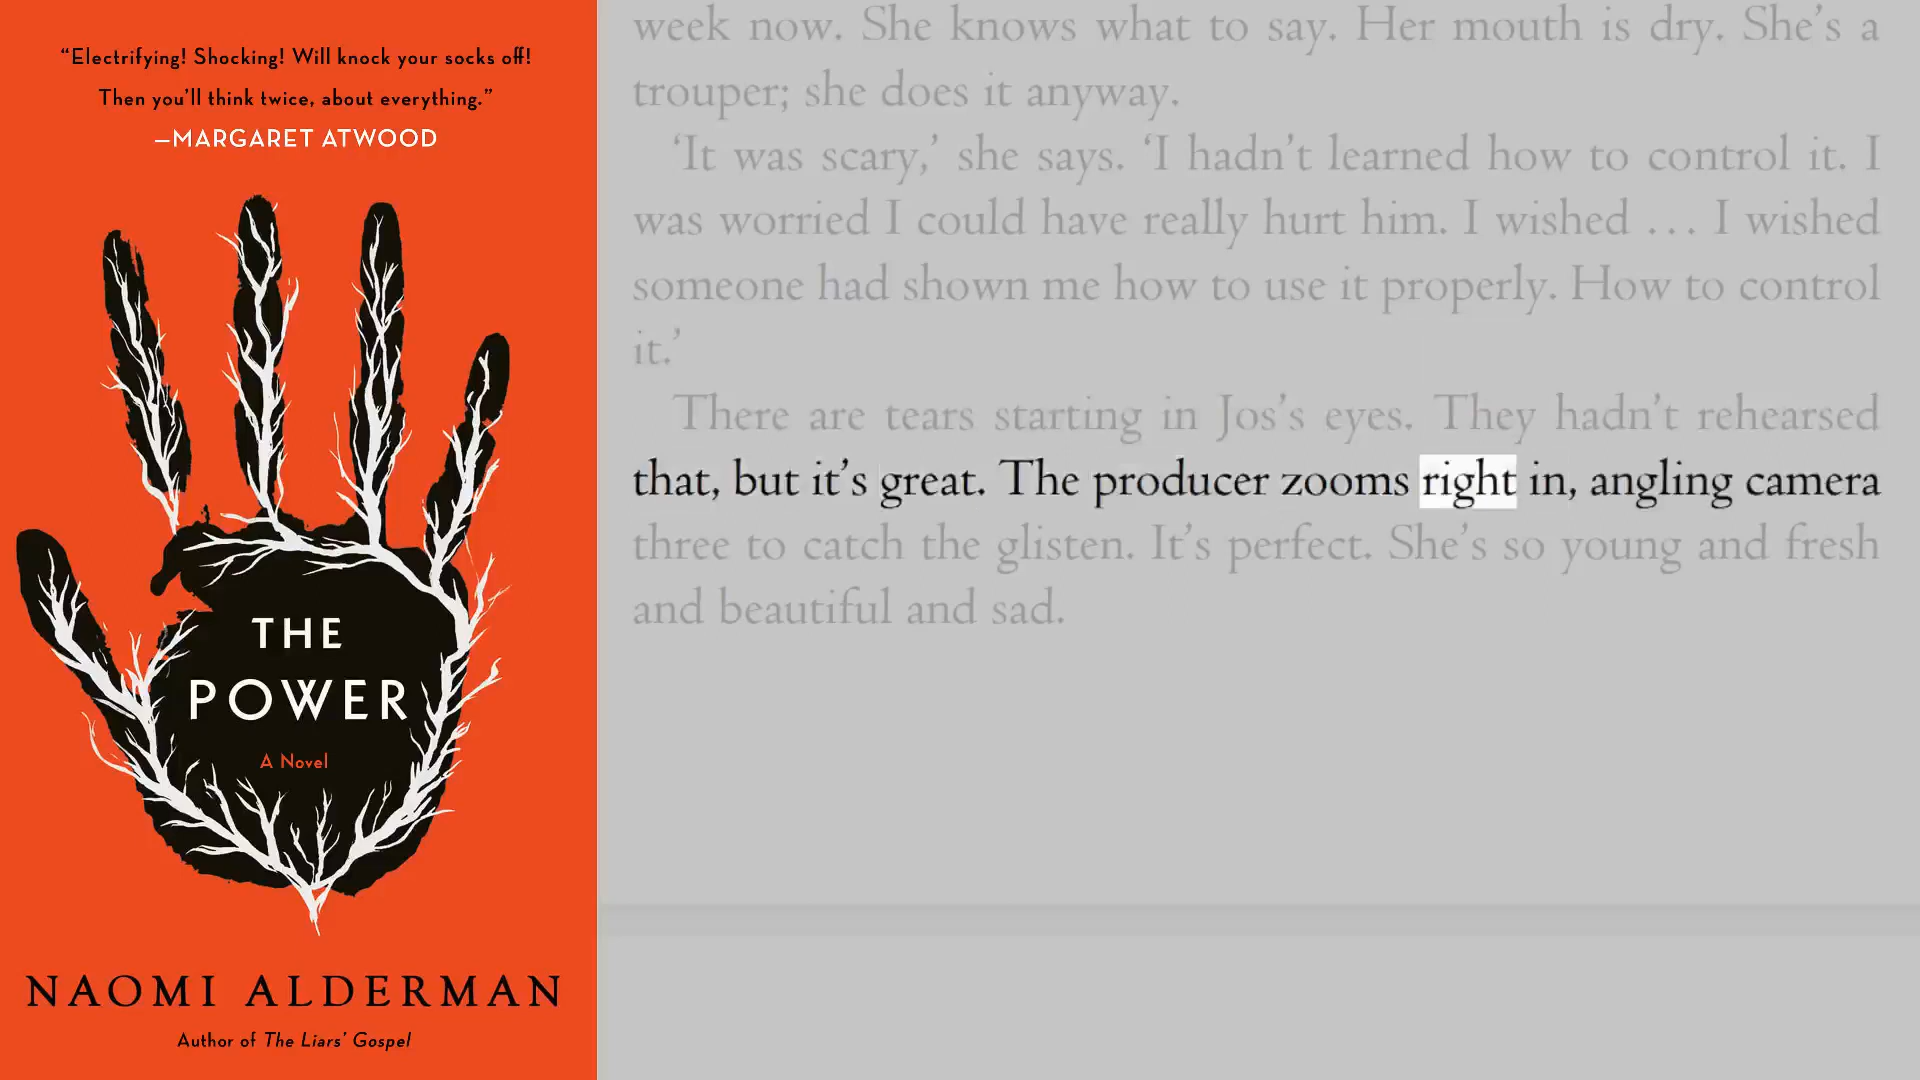 “Electrifying! Shocking! Will knock your socks off!
Then you’ll think twice, about everything.”
—MARGARET ATWOOD
THE
POWER
A Novel
NAOMI ALDERMAN
Author of The Liars’ Gospel
week now. She knows what to say. Her mouth is dry. She’s a
trouper; she does it anyway.
‘It was scary,’ she says. ‘I hadn’t learned how to control it. I
was worried I could have really hurt him. I wished … I wished
someone had shown me how to use it properly. How to control
it.’
There are tears starting in Jos’s eyes. They hadn’t rehearsed
that, but it’s great. The producer zooms right in, angling camera
three to catch the glisten. It’s perfect. She’s so young and fresh
and beautiful and sad.